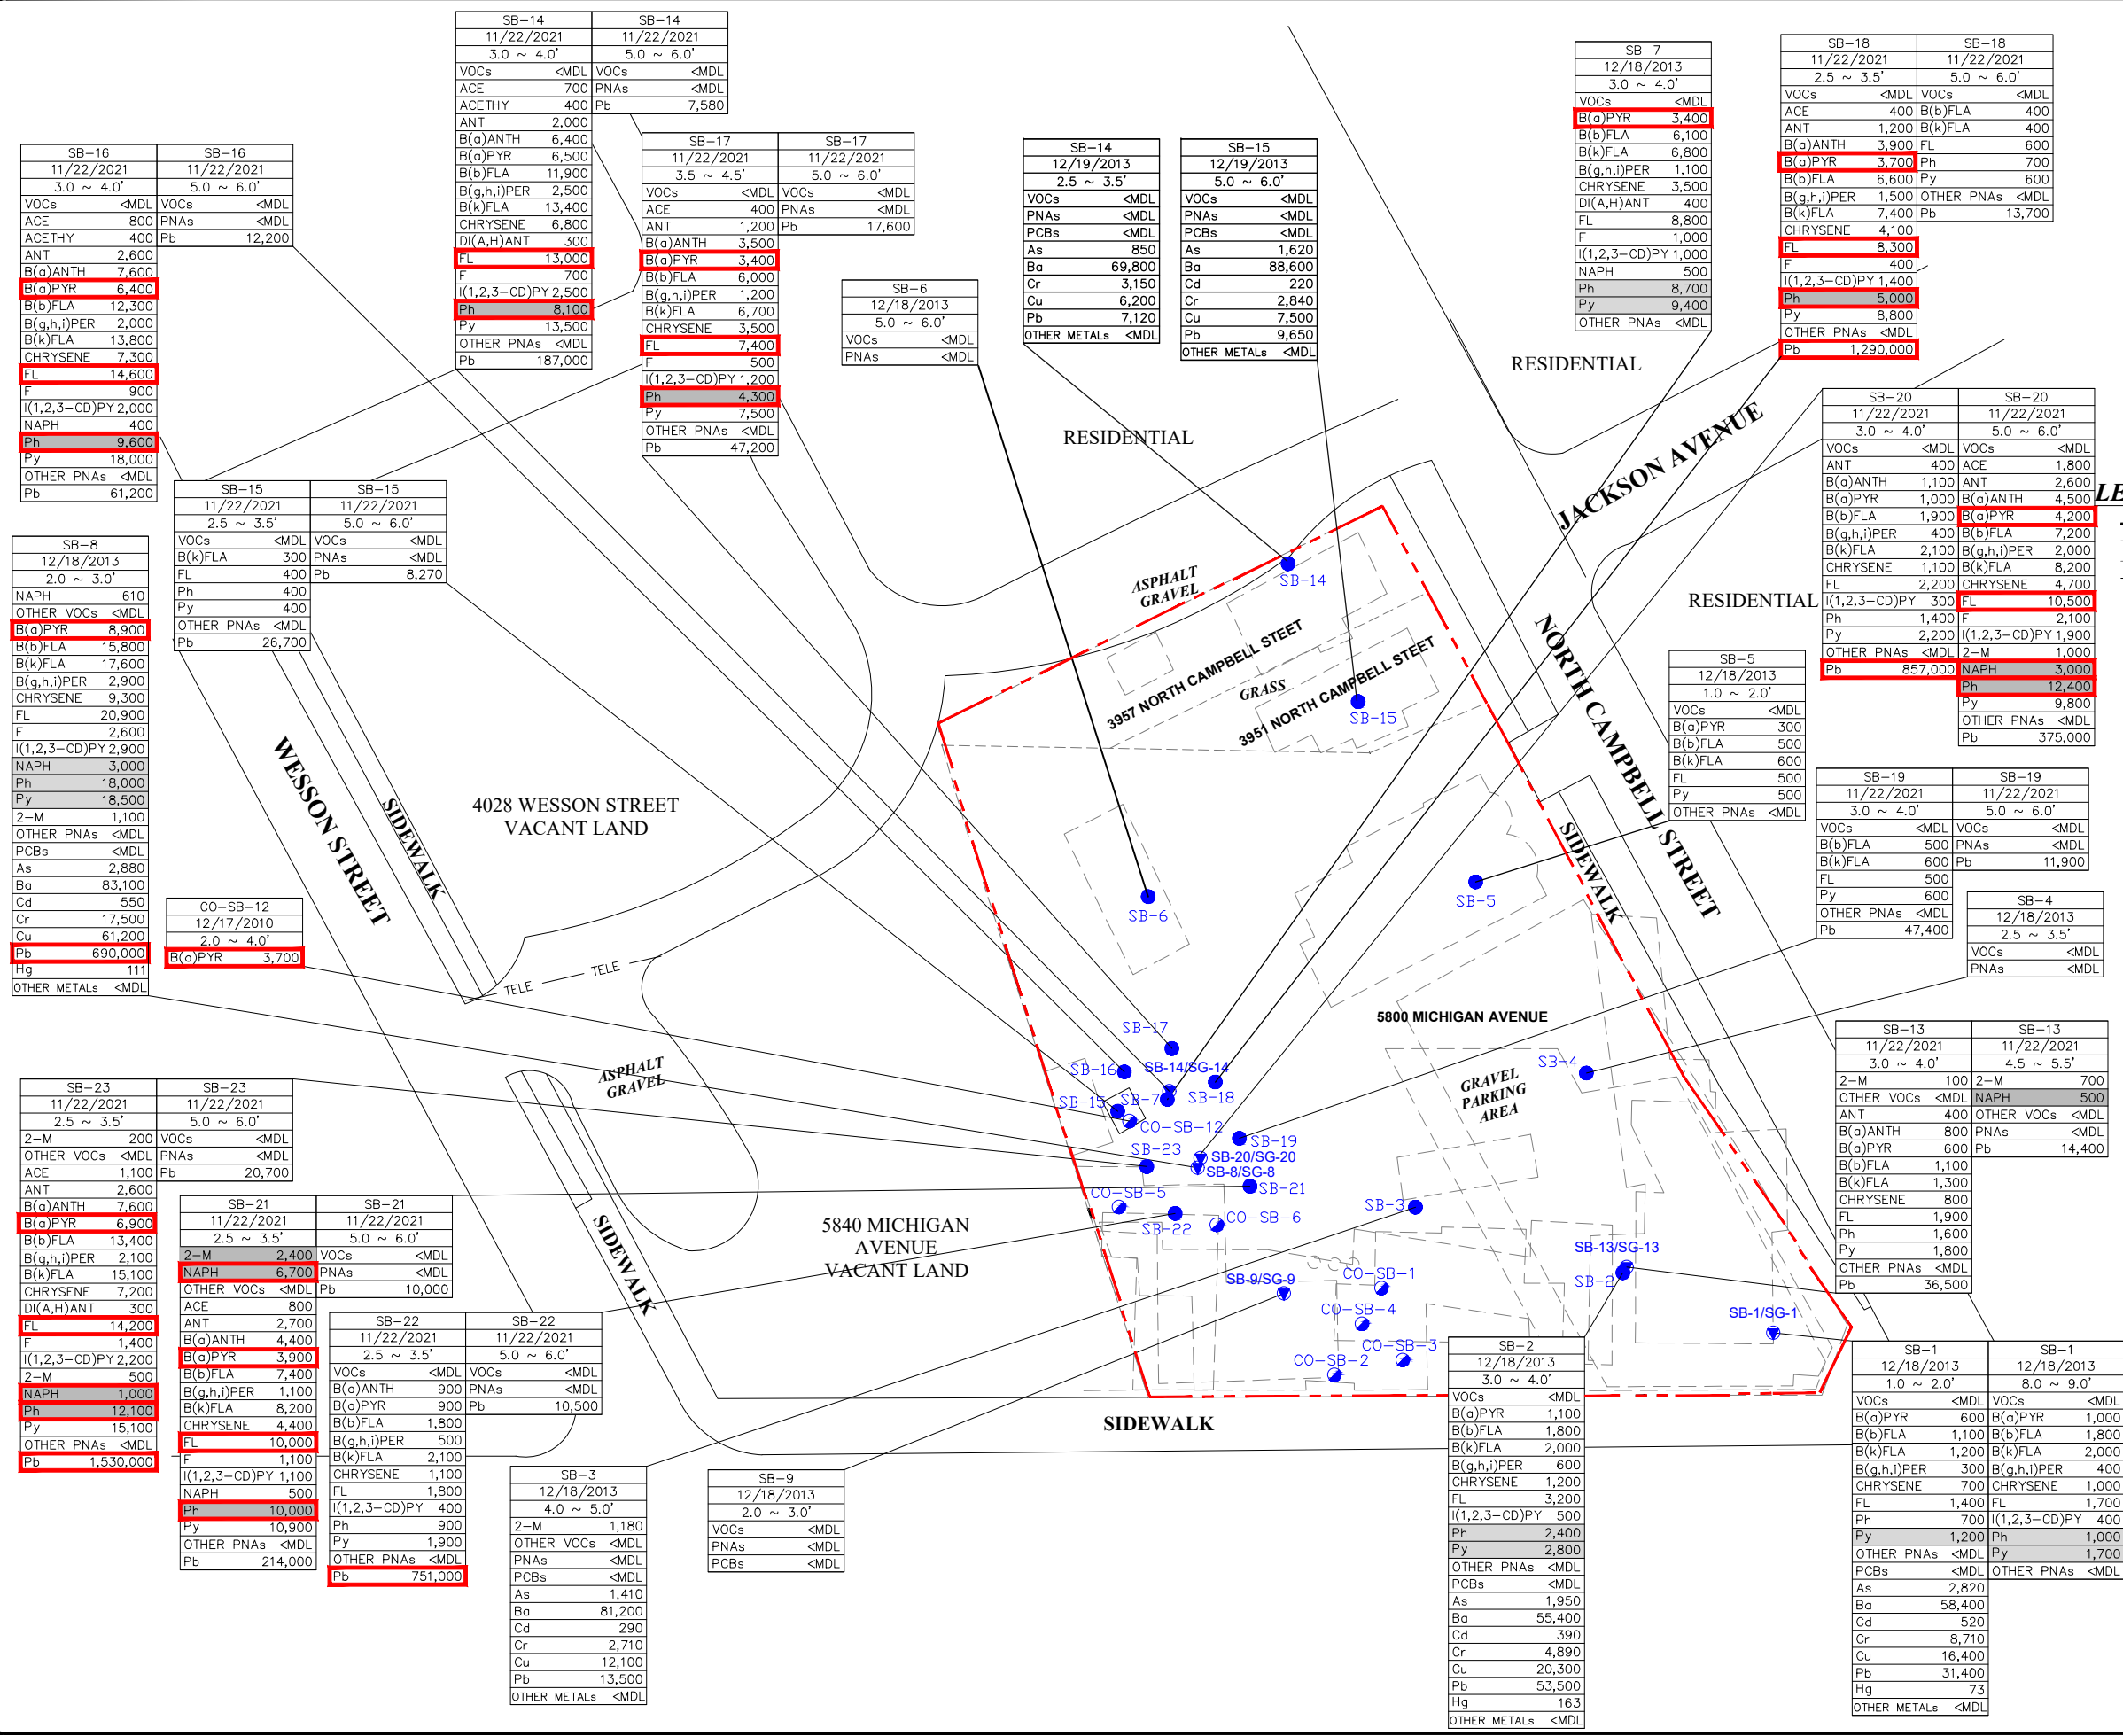 SB-14 SB-14
11/22/2021 11/22/2021
3.0 ~ 4.0' 5.0 ~ 6.0'
VOCs <MDL VOCs <MDL
ACE 700 PNAs <MDL
ACETHY 400 Pb 7,580
ANT 2,000
B(a)ANTH 6,400
B(a)PYR 6,500
B(b)FLA 11,900
B(g,h,i)PER 2,500
B(k)FLA 13,400
CHRYSENE 6,800
DI(A,H)ANT 300
FL 13,000
F 700
I(1,2,3-CD)PY 2,500
Ph 8,100
Py 13,500
OTHER PNAs <MDL
Pb 187,000
SB-7
12/18/2013
3.0 ~ 4.0'
VOCs <MDL
B(a)PYR 3,400
B(b)FLA 6,100
B(k)FLA 6,800
B(g,h,i)PER 1,100
CHRYSENE 3,500
DI(A,H)ANT 400
FL 8,800
F 1,000
I(1,2,3-CD)PY 1,000
NAPH 500
Ph 8,700
Py 9,400
OTHER PNAs <MDL
SB-18 SB-18
11/22/2021 11/22/2021
2.5 ~ 3.5' 5.0 ~ 6.0'
VOCs <MDL VOCs <MDL
ACE 400 B(b)FLA 400
ANT 1,200 B(k)FLA 400
B(a)ANTH 3,900 FL 600
B(a)PYR 3,700 Ph 700
B(b)FLA 6,600 Py 600
B(g,h,i)PER 1,500 OTHER PNAs <MDL
B(k)FLA 7,400 Pb 13,700
CHRYSENE 4,100
FL 8,300
F 400
I(1,2,3-CD)PY 1,400
Ph 5,000
Py 8,800
OTHER PNAs <MDL
Pb 1,290,000
SB-16 SB-16
11/22/2021 11/22/2021
3.0 ~ 4.0' 5.0 ~ 6.0'
VOCs <MDL VOCs <MDL
ACE 800 PNAs <MDL
ACETHY 400 Pb 12,200
ANT 2,600
B(a)ANTH 7,600
B(a)PYR 6,400
B(b)FLA 12,300
B(g,h,i)PER 2,000
B(k)FLA 13,800
CHRYSENE 7,300
FL 14,600
F 900
I(1,2,3-CD)PY 2,000
NAPH 400
Ph 9,600
Py 18,000
OTHER PNAs <MDL
Pb 61,200
SB-17 SB-17
11/22/2021 11/22/2021
3.5 ~ 4.5' 5.0 ~ 6.0'
VOCs <MDL VOCs <MDL
ACE 400 PNAs <MDL
ANT 1,200 Pb 17,600
B(a)ANTH 3,500
B(a)PYR 3,400
B(b)FLA 6,000
B(g,h,i)PER 1,200
B(k)FLA 6,700
CHRYSENE 3,500
FL 7,400
F 500
I(1,2,3-CD)PY 1,200
Ph 4,300
Py 7,500
OTHER PNAs <MDL
Pb 47,200
SB-6
12/18/2013
5.0 ~ 6.0'
VOCs <MDL
PNAs <MDL
SB-14
12/19/2013
2.5 ~ 3.5'
VOCs <MDL
PNAs <MDL
PCBs <MDL
As 850
Ba 69,800
Cr 3,150
Cu 6,200
Pb 7,120
OTHER METALs <MDL
SB-15
12/19/2013
5.0 ~ 6.0'
VOCs <MDL
PNAs <MDL
PCBs <MDL
As 1,620
Ba 88,600
Cd 220
Cr 2,840
Cu 7,500
Pb 9,650
OTHER METALs <MDL
RESIDENTIAL
RESIDENTIAL
JACKSON AVENUE
RESIDENTIAL
NORTH CAMPBELL STREET
SIDEWALK
SB-20 SB-20
11/22/2021 11/22/2021
3.0 ~ 4.0' 5.0 ~ 6.0'
VOCs <MDL VOCs <MDL
ANT 400 ACE 1,800
B(a)ANTH 1,100 ANT 2,600
B(a)PYR 1,000 B(a)ANTH 4,500
B(b)FLA 1,900 B(a)PYR 4,200
B(g,h,i)PER 400 B(b)FLA 7,200
B(k)FLA 2,100 B(g,h,i)PER 2,000
CHRYSENE 1,100 B(k)FLA 8,200
FL 2,200 CHRYSENE 4,700
I(1,2,3-CD)PY 300 FL 10,500
Ph 1,400 F 2,100
Py 2,200 I(1,2,3-CD)PY 1,900
OTHER PNAs <MDL 2-M 1,000
Pb 857,000 NAPH 3,000
Ph 12,400
Py 9,800
OTHER PNAs <MDL
Pb 375,000
LE
SB-15 SB-15
11/22/2021 11/22/2021
2.5 ~ 3.5' 5.0 ~ 6.0'
VOCs <MDL VOCs <MDL
B(k)FLA 300 PNAs <MDL
FL 400 Pb 8,270
Ph 400
Py 400
OTHER PNAs <MDL
Pb 26,700
SB-8
12/18/2013
2.0 ~ 3.0'
NAPH 610
OTHER VOCs <MDL
B(a)PYR 8,900
B(b)FLA 15,800
B(k)FLA 17,600
B(g,h,i)PER 2,900
CHRYSENE 9,300
FL 20,900
F 2,600
I(1,2,3-CD)PY 2,900
NAPH 3,000
Ph 18,000
Py 18,500
2-M 1,100
OTHER PNAs <MDL
PCBs <MDL
As 2,880
Ba 83,100
Cd 550
Cr 17,500
Cu 61,200
Pb 690,000
Hg 111
OTHER METALs <MDL
CO-SB-12
12/17/2010
2.0 ~ 4.0'
B(a)PYR 3,700
WESSON STREET
SIDEWALK
4028 WESSON STREET
VACANT LAND
TELE
TELE
ASPHALT
GRAVEL
SB-14
3957 NORTH CAMPBELL STEET
GRASS
3951 NORTH CAMPBELL STEET
SB-15
SB-5
12/18/2013
1.0 ~ 2.0'
VOCs <MDL
B(a)PYR 300
B(b)FLA 500
B(k)FLA 600
FL 500
Py 500
OTHER PNAs <MDL
SB-19 SB-19
11/22/2021 11/22/2021
3.0 ~ 4.0' 5.0 ~ 6.0'
VOCs <MDL VOCs <MDL
B(b)FLA 500 PNAs <MDL
B(k)FLA 600 Pb 11,900
FL 500
Py 600
OTHER PNAs <MDL
Pb 47,400
SB-4
12/18/2013
2.5 ~ 3.5'
VOCs <MDL
PNAs <MDL
SB-6
SB-5
5800 MICHIGAN AVENUE
SB-17
SB-16
SB-14/SG-14
SB-15
SB-7
SB-18
CO-SB-12
SB-4
GRAVEL
PARKING
AREA
ASPHALT
GRAVEL
SB-23
SB-19
SB-20/SG-20
SB-8/SG-8
SB-21
CO-SB-5
SB-22
CO-SB-6
SB-3
SB-13/SG-13
SB-2
SB-9/SG-9
CO-SB-1
CO-SB-4
CO-SB-3
CO-SB-2
SB-1/SG-1
5840 MICHIGAN
AVENUE
VACANT LAND
SIDEWALK
SIDEWALK
SB-13 SB-13
11/22/2021 11/22/2021
3.0 ~ 4.0' 4.5 ~ 5.5'
2-M 100 2-M 700
OTHER VOCs <MDL NAPH 500
ANT 400 OTHER VOCs <MDL
B(a)ANTH 800 PNAs <MDL
B(a)PYR 600 Pb 14,400
B(b)FLA 1,100
B(k)FLA 1,300
CHRYSENE 800
FL 1,900
Ph 1,600
Py 1,800
OTHER PNAs <MDL
Pb 36,500
SB-23 SB-23
11/22/2021 11/22/2021
2.5 ~ 3.5' 5.0 ~ 6.0'
2-M 200 VOCs <MDL
OTHER VOCs <MDL PNAs <MDL
ACE 1,100 Pb 20,700
ANT 2,600
B(a)ANTH 7,600
B(a)PYR 6,900
B(b)FLA 13,400
B(g,h,i)PER 2,100
B(k)FLA 15,100
CHRYSENE 7,200
DI(A,H)ANT 300
FL 14,200
F 1,400
I(1,2,3-CD)PY 2,200
2-M 500
NAPH 1,000
Ph 12,100
Py 15,100
OTHER PNAs <MDL
Pb 1,530,000
SB-21 SB-21
11/22/2021 11/22/2021
2.5 ~ 3.5' 5.0 ~ 6.0'
2-M 2,400 VOCs <MDL
NAPH 6,700 PNAs <MDL
OTHER VOCs <MDL Pb 10,000
ACE 800
ANT 2,700
B(a)ANTH 4,400
B(a)PYR 3,900
B(b)FLA 7,400
B(g,h,i)PER 1,100
B(k)FLA 8,200
CHRYSENE 4,400
FL 10,000
F 1,100
I(1,2,3-CD)PY 1,100
NAPH 500
Ph 10,000
Py 10,900
OTHER PNAs <MDL
Pb 214,000
SB-22 SB-22
11/22/2021 11/22/2021
2.5 ~ 3.5' 5.0 ~ 6.0'
VOCs <MDL VOCs <MDL
B(a)ANTH 900 PNAs <MDL
B(a)PYR 900 Pb 10,500
B(b)FLA 1,800
B(g,h,i)PER 500
B(k)FLA 2,100
CHRYSENE 1,100
FL 1,800
I(1,2,3-CD)PY 400
Ph 900
Py 1,900
OTHER PNAs <MDL
Pb 751,000
SB-3
12/18/2013
4.0 ~ 5.0'
2-M 1,180
OTHER VOCs <MDL
PNAs <MDL
PCBs <MDL
As 1,410
Ba 81,200
Cd 290
Cr 2,710
Cu 12,100
Pb 13,500
OTHER METALs <MDL
SB-9
12/18/2013
2.0 ~ 3.0'
VOCs <MDL
PNAs <MDL
PCBs <MDL
SB-2
12/18/2013
3.0 ~ 4.0'
VOCs <MDL
B(a)PYR 1,100
B(b)FLA 1,800
B(k)FLA 2,000
B(g,h,i)PER 600
CHRYSENE 1,200
FL 3,200
I(1,2,3-CD)PY 500
Ph 2,400
Py 2,800
OTHER PNAs <MDL
PCBs <MDL
As 1,950
Ba 55,400
Cd 390
Cr 4,890
Cu 20,300
Pb 53,500
Hg 163
OTHER METALs <MDL
SB-1 SB-1
12/18/2013 12/18/2013
1.0 ~ 2.0' 8.0 ~ 9.0'
VOCs <MDL VOCs <MDL
B(a)PYR 600 B(a)PYR 1,000
B(b)FLA 1,100 B(b)FLA 1,800
B(k)FLA 1,200 B(k)FLA 2,000
B(g,h,i)PER 300 B(g,h,i)PER 400
CHRYSENE 700 CHRYSENE 1,000
FL 1,400 FL 1,700
Ph 700 I(1,2,3-CD)PY 400
Py 1,200 Ph 1,000
OTHER PNAs <MDL Py 1,700
PCBs <MDL OTHER PNAs <MDL
As 2,820
Ba 58,400
Cd 520
Cr 8,710
Cu 16,400
Pb 31,400
Hg 73
OTHER METALs <MDL